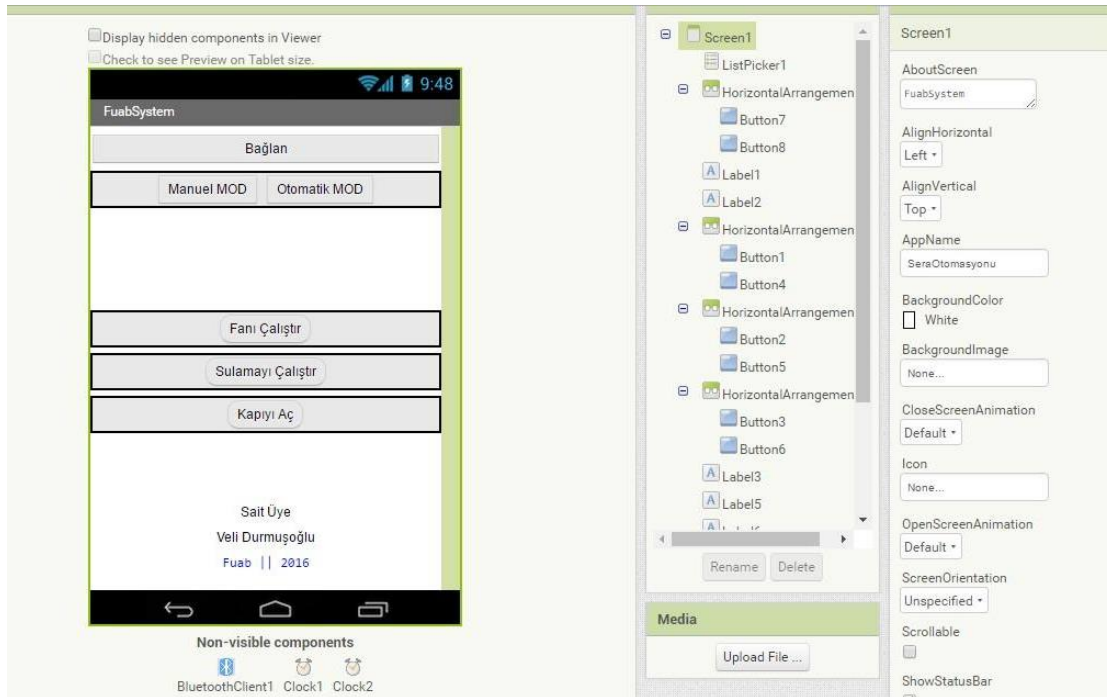 Display hidden components in Viewer
Check to see Preview on Tablet size.
9:48
FuabSystem
Bağlan
Manuel MOD
Otomatik MOD
Fanı Çalıştır
Sulamayı Çalıştır
Kapıyı Aç
Sait Üye
Veli Durmuşoğlu
Fuab || 2016
Non-visible components
BluetoothClient1
Clock1
Clock2
Screen1
ListPicker1
HorizontalArrangemen
Button7
Button8
Label1
Label2
HorizontalArrangemen
Button1
Button4
HorizontalArrangemen
Button2
Button5
HorizontalArrangemen
Button3
Button6
Label3
Label5
Rename
Delete
Media
Upload File ...
Screen1
AboutScreen
FuabSystem
AlignHorizontal
Left
AlignVertical
Top
AppName
SeraOtomasyonu
BackgroundColor
White
BackgroundImage
None...
CloseScreenAnimation
Default
Icon
None...
OpenScreenAnimation
Default
ScreenOrientation
Unspecified
Scrollable
ShowStatusBar